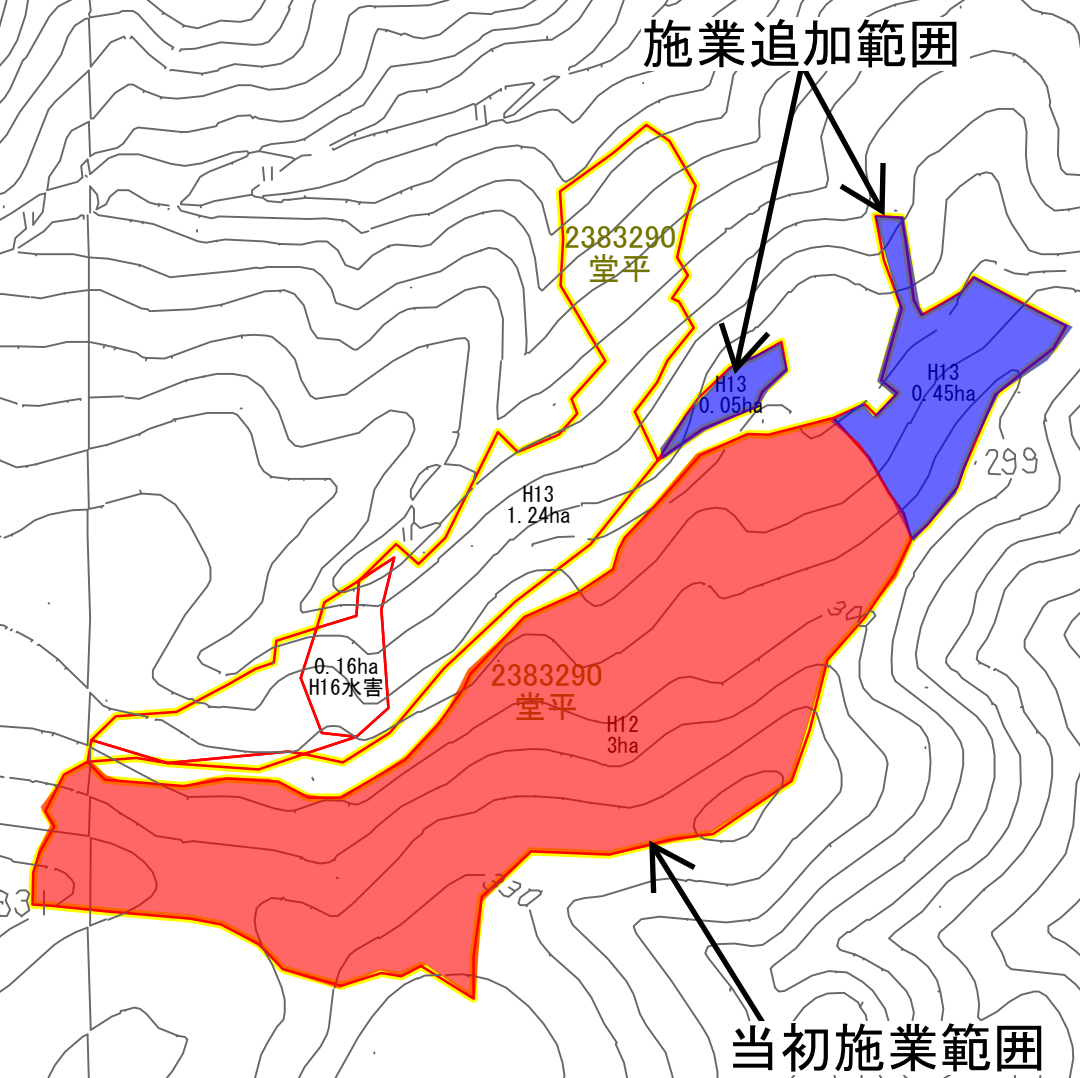 施業追加範囲
2383290
堂平
H13
0.05ha
H13
0.45ha
299
H13
1.24ha
300
0.16ha
H16水害
2383290
堂平
H12
3ha
330
331
当初施業範囲